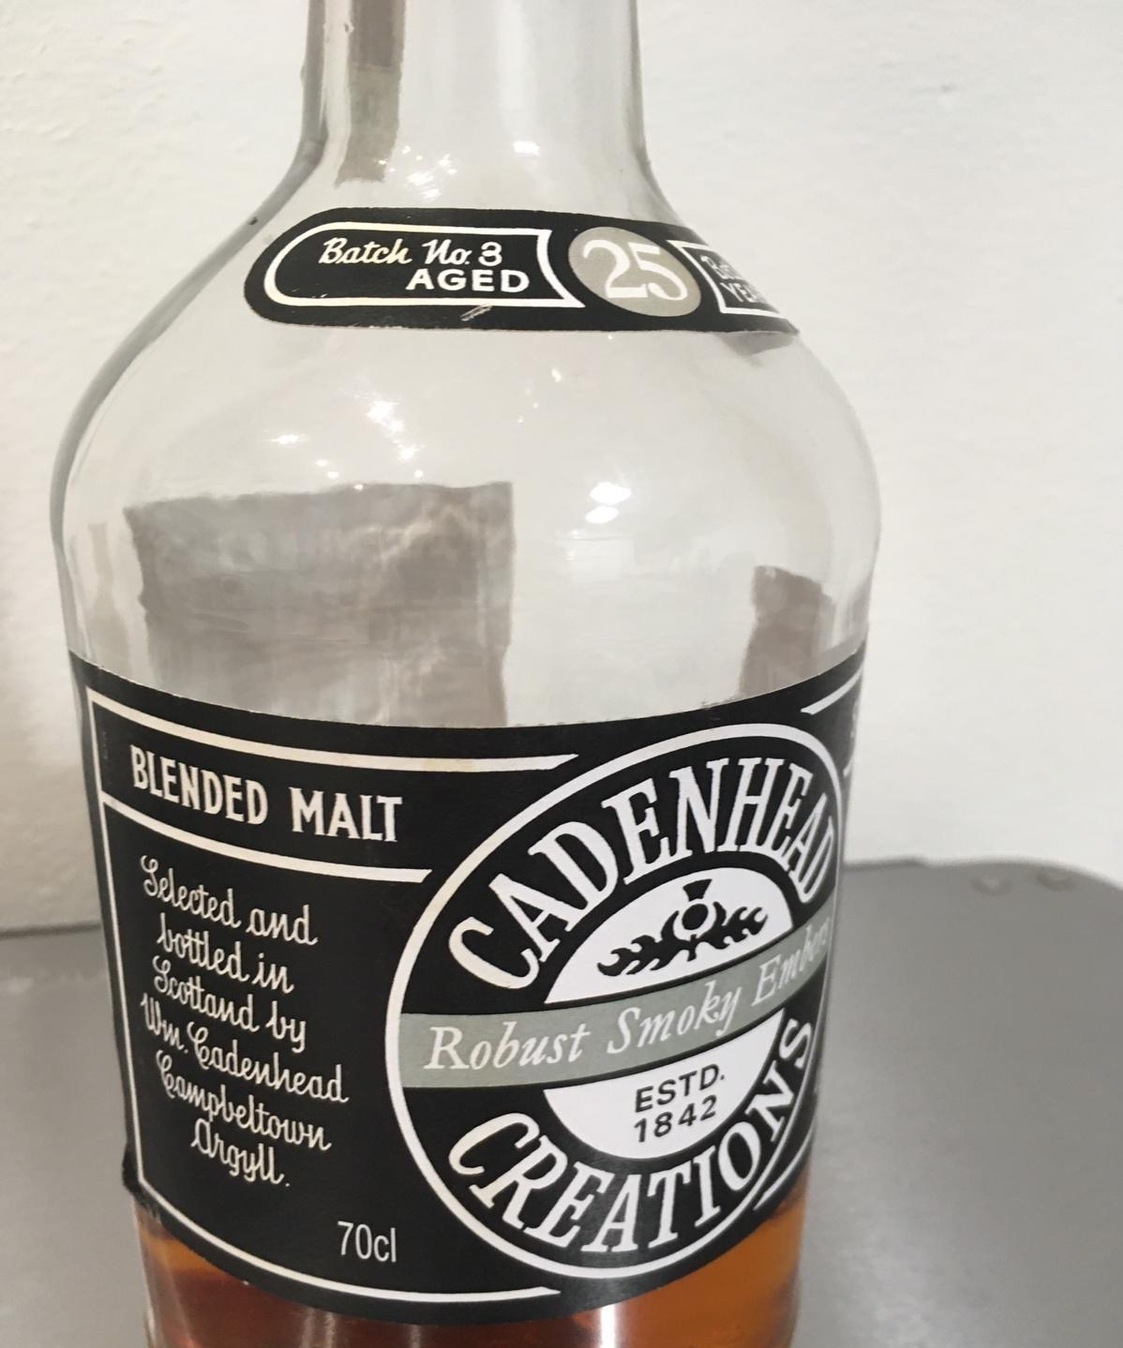 Batch No. 3
AGED
25
BLENDED MALT
Selected and
bottled in
Scotland by
Wm. Cadenhead
Campbeltown
Argyll.
70cl
CADENHEAD
Robust Smoky Embers
ESTD.
1842
CREATIONS